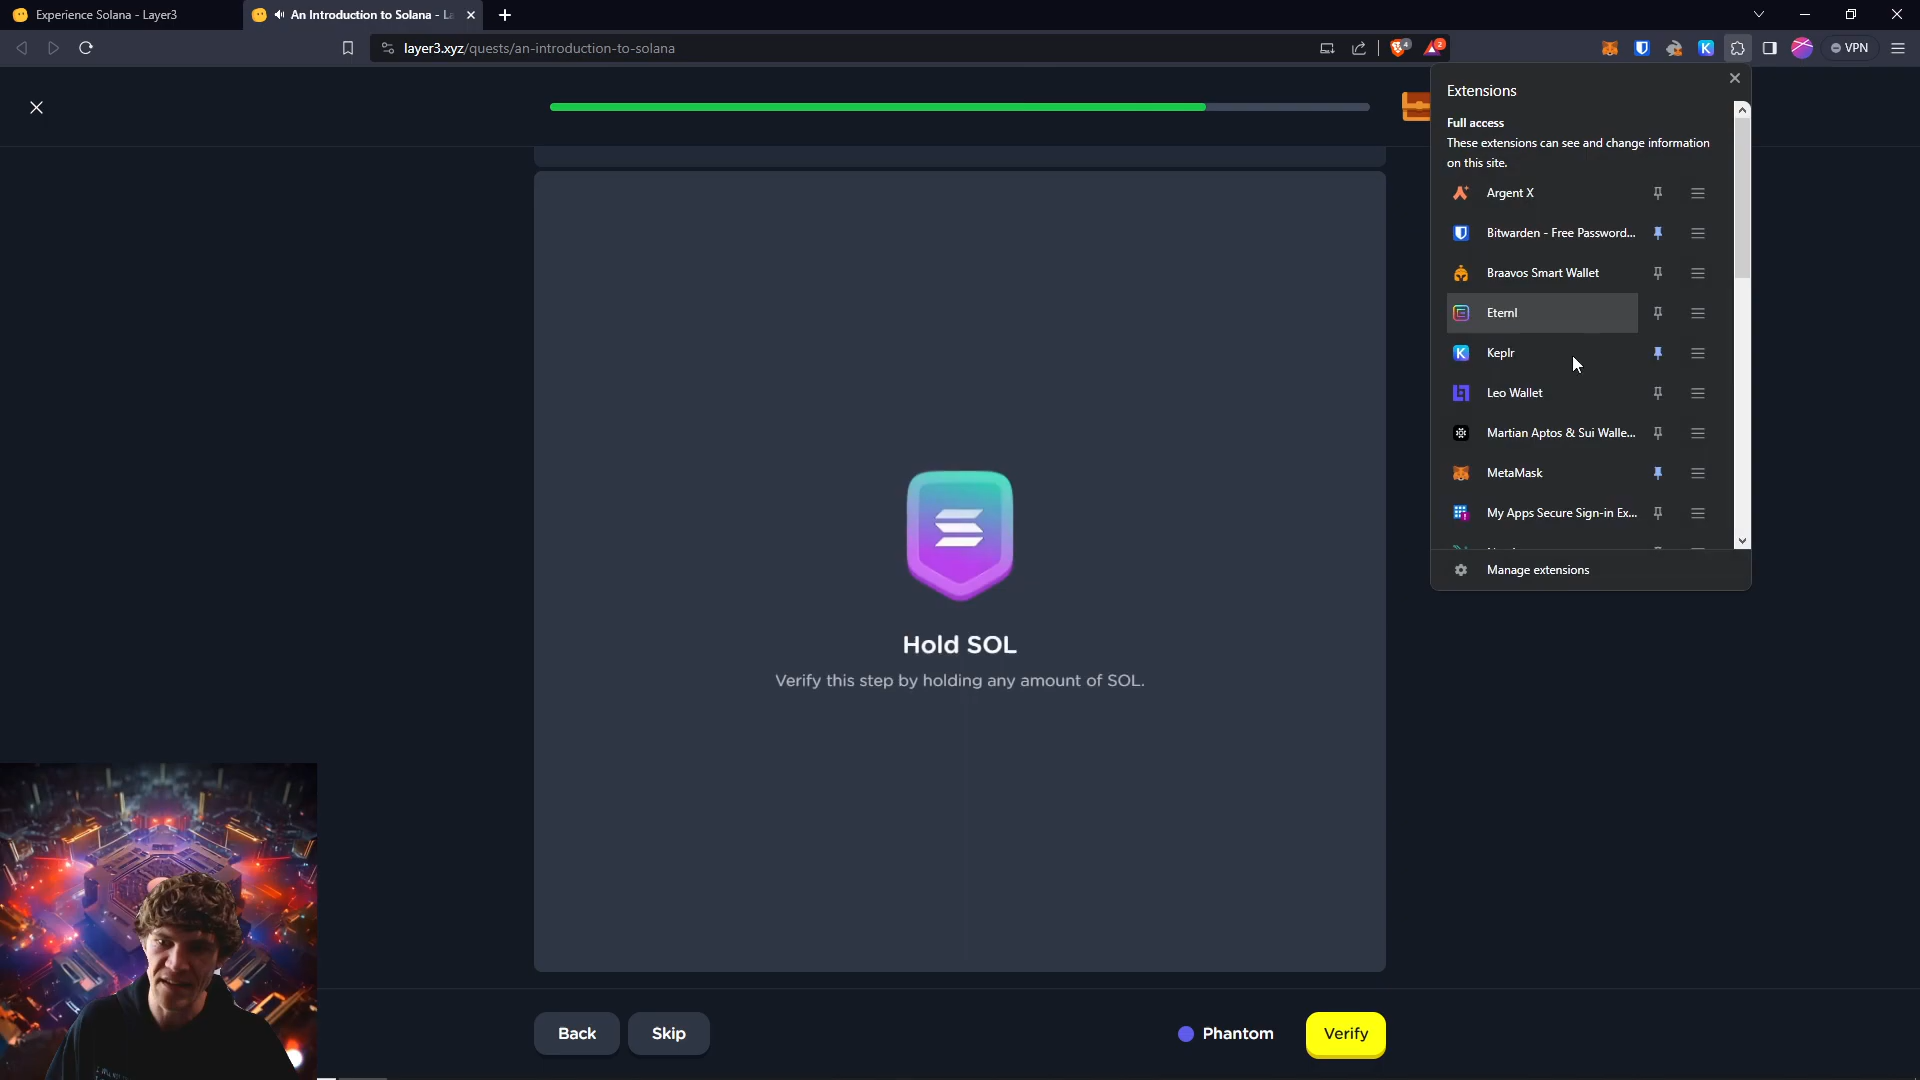 Experience Solana - Layer3
An Introduction to Solana - L
layer3.xyz/quests/an-introduction-to-solana
4
2
VPN
Extensions
Full access
These extensions can see and change information
on this site.
Argent X
Bitwarden - Free Password...
Braavos Smart Wallet
Eternl
Keplr
Leo Wallet
Martian Aptos & Sui Walle...
MetaMask
My Apps Secure Sign-in Ex...
Manage extensions
Hold SOL
Verify this step by holding any amount of SOL.
Back
Skip
Phantom
Verify